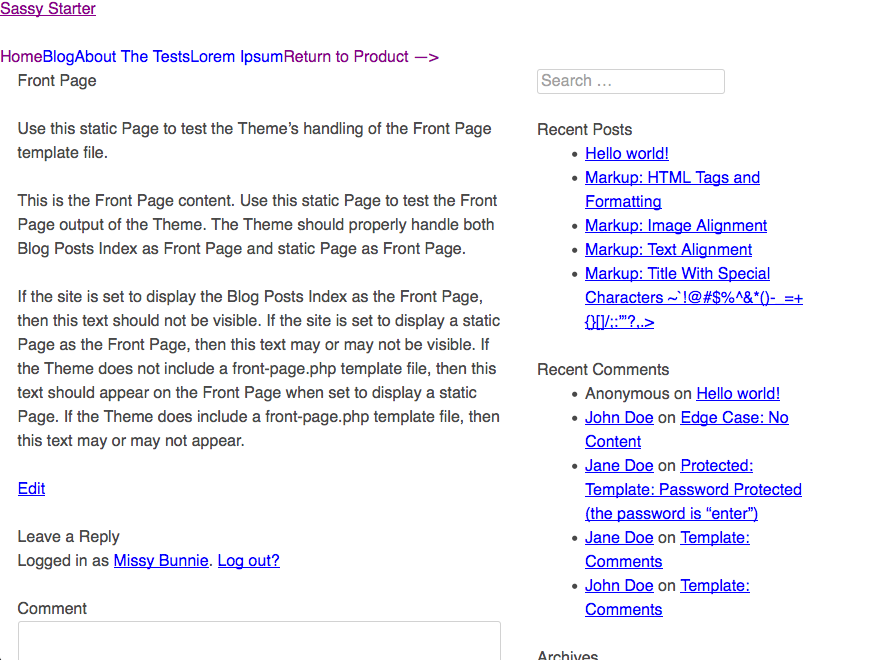 Sassy Starter
HomeBlogAbout The TestsLorem IpsumReturn to Product —>
Front Page
Use this static Page to test the Theme’s handling of the Front Page
template file.
This is the Front Page content. Use this static Page to test the Front
Page output of the Theme. The Theme should properly handle both
Blog Posts Index as Front Page and static Page as Front Page.
If the site is set to display the Blog Posts Index as the Front Page,
then this text should not be visible. If the site is set to display a static
Page as the Front Page, then this text may or may not be visible. If
the Theme does not include a front-page.php template file, then this
text should appear on the Front Page when set to display a static
Page. If the Theme does include a front-page.php template file, then
this text may or may not appear.
Edit
Leave a Reply
Logged in as Missy Bunnie. Log out?
Comment
Search …
Recent Posts
Hello world!
Markup: HTML Tags and
Formatting
Markup: Image Alignment
Markup: Text Alignment
Markup: Title With Special
Characters ~`!@#$%^&*()-_=+
{}[]/;:’”?,.>
Recent Comments
Anonymous on Hello world!
John Doe on Edge Case: No
Content
Jane Doe on Protected:
Template: Password Protected
(the password is “enter”)
Jane Doe on Template:
Comments
John Doe on Template:
Comments
Archives